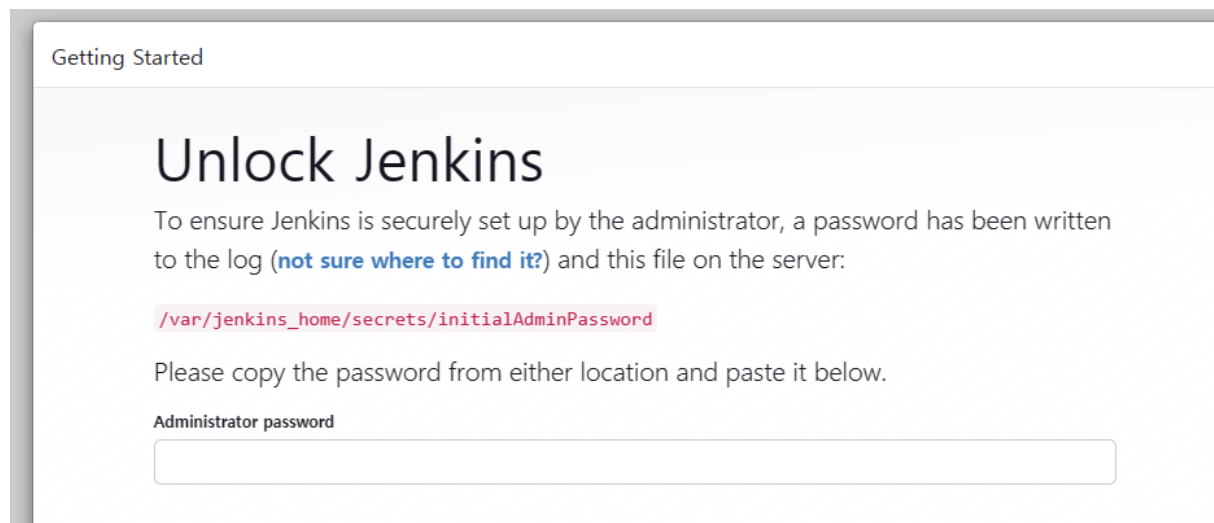 Getting Started
Unlock Jenkins
To ensure Jenkins is securely set up by the administrator, a password has been written
to the log (not sure where to find it?) and this file on the server:
/var/jenkins_home/secrets/initialAdminPassword
Please copy the password from either location and paste it below.
Administrator password